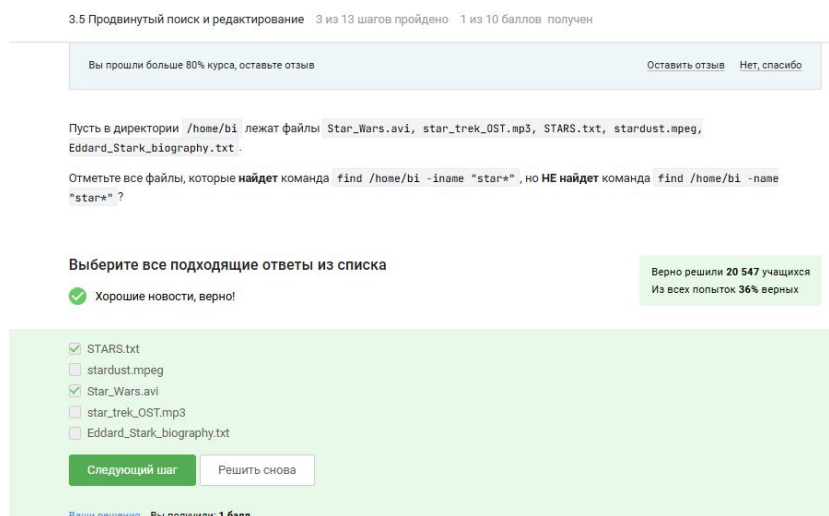 3.5 Продвинутый поиск и редактирование 3 из 13 шагов пройдено 1 из 10 баллов получен
Вы прошли больше 80% курса, оставьте отзыв Оставить отзыв Нет, спасибо
Пусть в директории /home/bi лежат файлы Star_Wars.avi, star_trek_OST.mp3, STARS.txt, stardust.mpeg,
Eddard_Stark_biography.txt .
Отметьте все файлы, которые найдет команда find /home/bi -iname "star*" , но НЕ найдет команда find /home/bi -name
"star*" ?
Выберите все подходящие ответы из списка
Верно решили 20 547 учащихся
Из всех попыток 36% верных
Хорошие новости, верно!
STARS.txt
stardust.mpeg
Star_Wars.avi
star_trek_OST.mp3
Eddard_Stark_biography.txt
Следующий шаг Решить снова
Ваши решения Вы получили: 1 балл